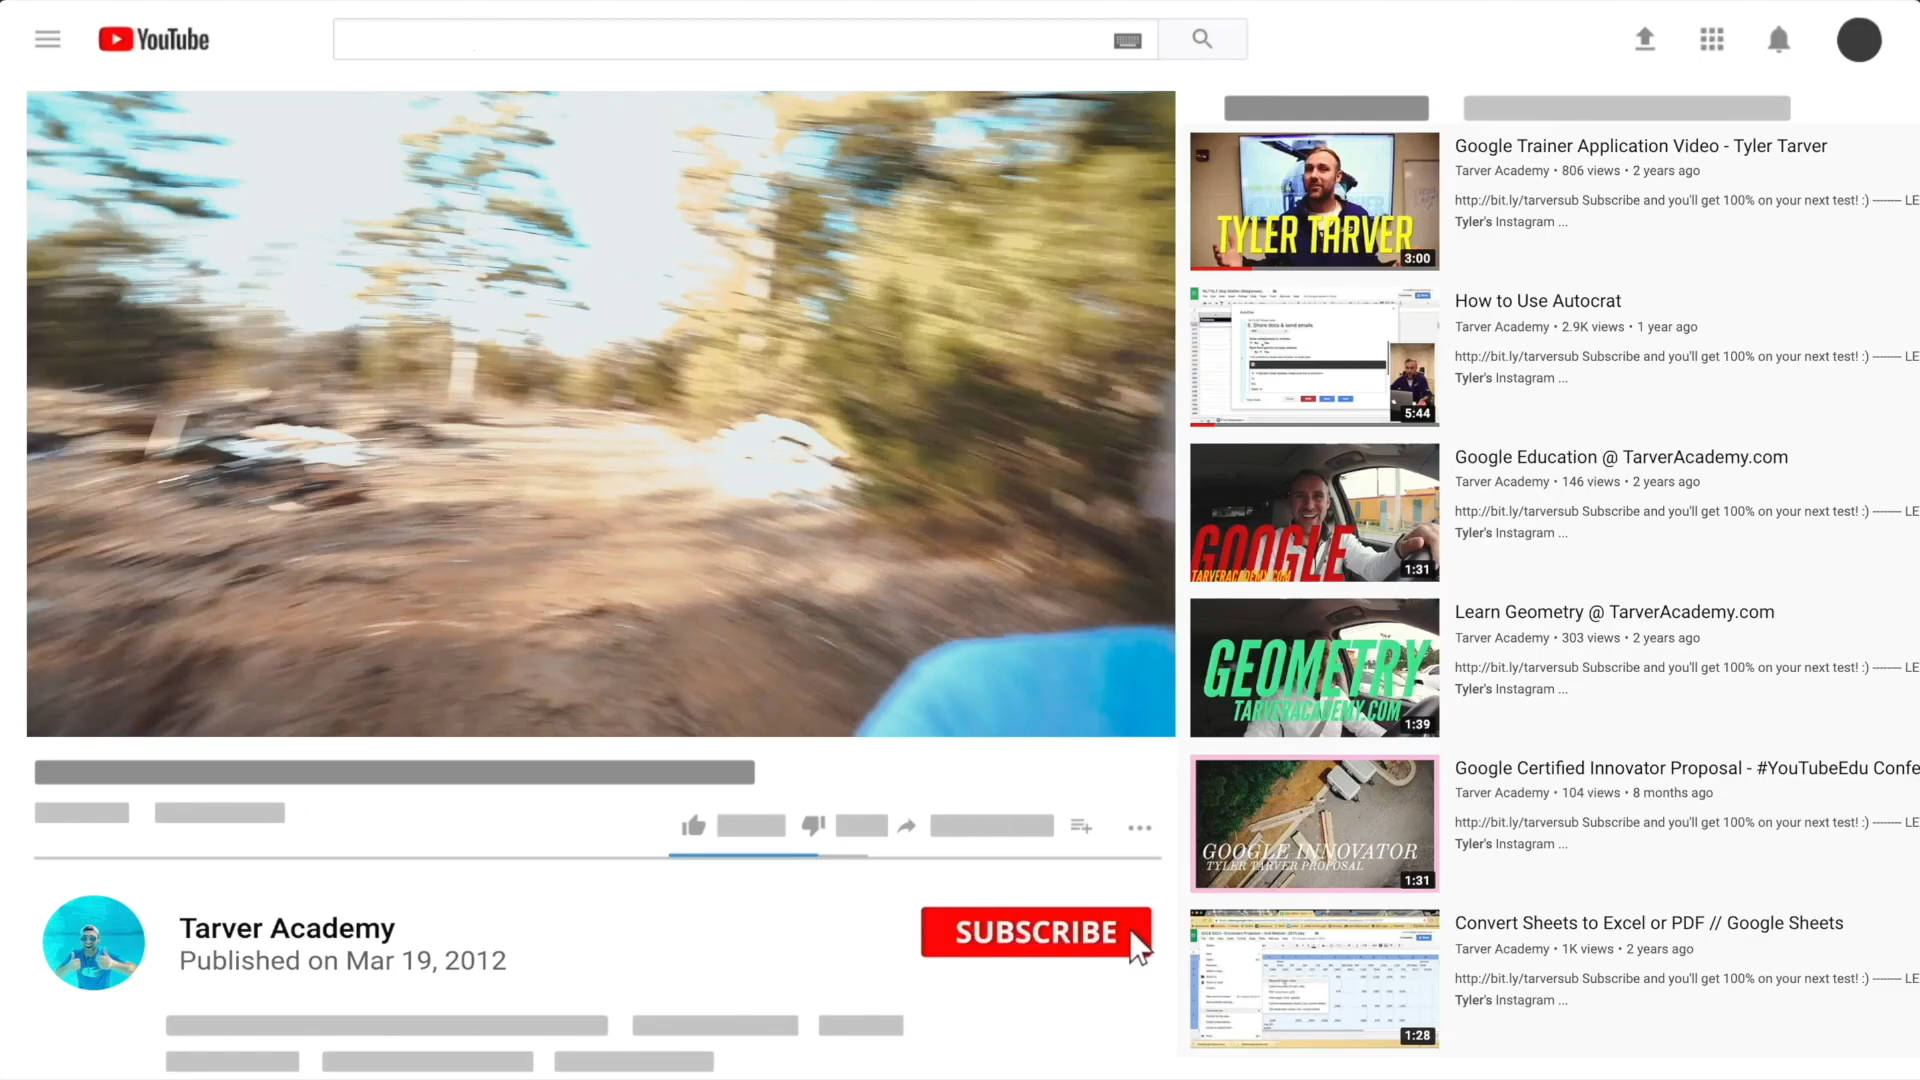 YouTube
Google Trainer Application Video - Tyler Tarver
Tarver Academy • 806 views • 2 years ago
http://bit.ly/tarversub Subscribe and you'll get 100% on your next test! :) -------- LE
Tyler's Instagram ...
TYLER TARVER
3:00
How to Use Autocrat
Tarver Academy • 2.9K views • 1 year ago
http://bit.ly/tarversub Subscribe and you'll get 100% on your next test! :) -------- LE
Tyler's Instagram ...
5:44
Google Education @ TarverAcademy.com
Tarver Academy • 146 views • 2 years ago
http://bit.ly/tarversub Subscribe and you'll get 100% on your next test! :) -------- LE
Tyler's Instagram ...
GOOGLE
TARVERACADEMY.COM
1:31
Learn Geometry @ TarverAcademy.com
Tarver Academy • 303 views • 2 years ago
http://bit.ly/tarversub Subscribe and you'll get 100% on your next test! :) -------- LE
Tyler's Instagram ...
GEOMETRY
TARVERACADEMY.COM
1:39
Google Certified Innovator Proposal - #YouTubeEdu Confe
Tarver Academy • 104 views • 8 months ago
http://bit.ly/tarversub Subscribe and you'll get 100% on your next test! :) -------- LE
Tyler's Instagram ...
GOOGLE INNOVATOR
TYLER TARVER PROPOSAL
1:31
Convert Sheets to Excel or PDF // Google Sheets
Tarver Academy • 1K views • 2 years ago
http://bit.ly/tarversub Subscribe and you'll get 100% on your next test! :) -------- LE
Tyler's Instagram ...
1:28
Tarver Academy
Published on Mar 19, 2012
SUBSCRIBE